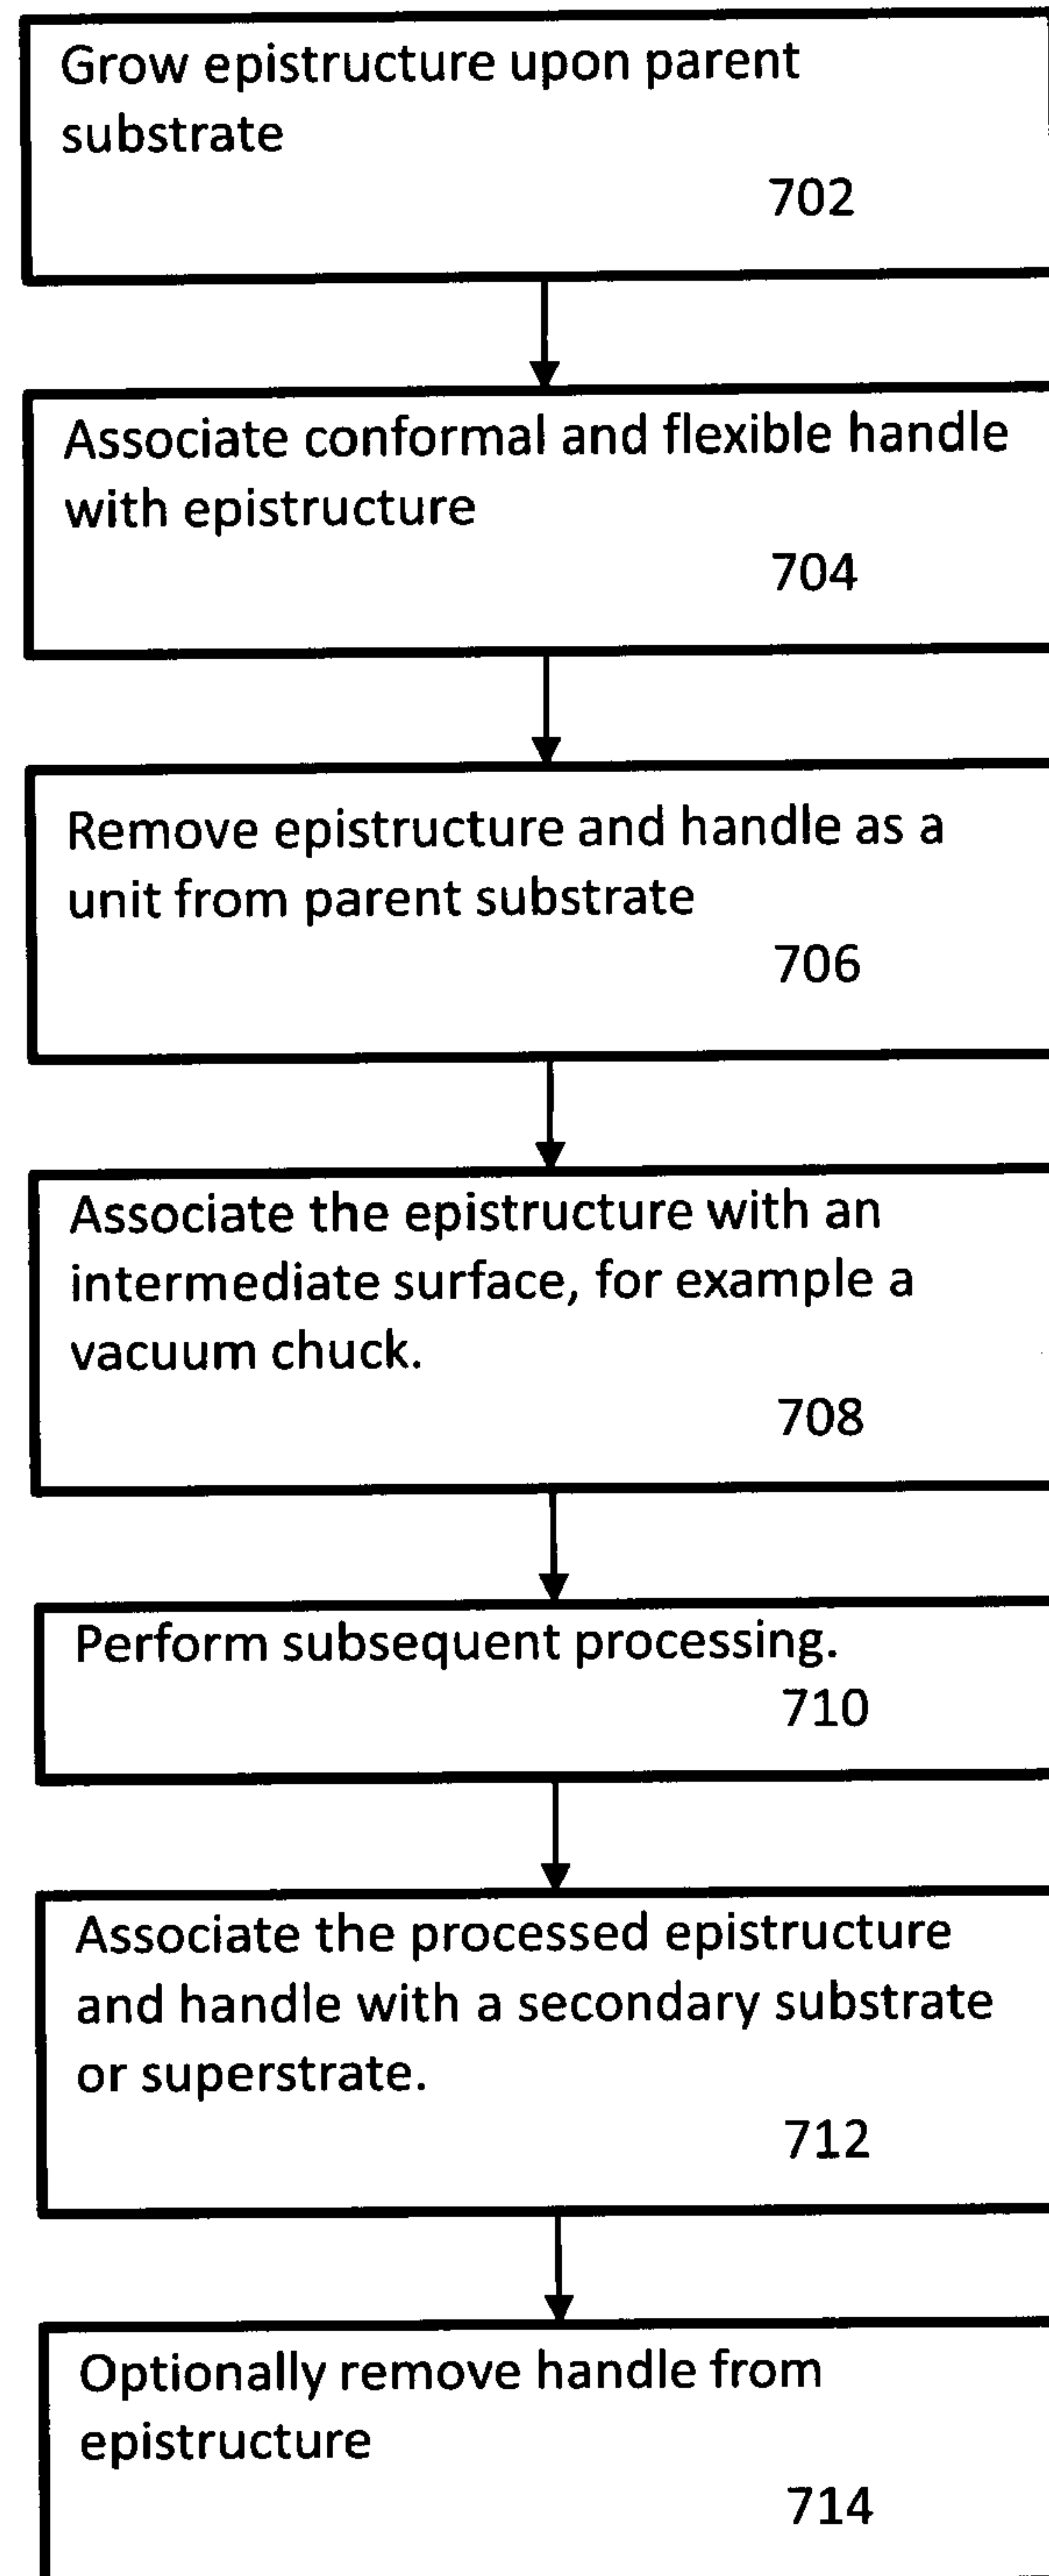 Grow epistructure upon parent
substrate
702
Associate conformal and flexible handle
with epistructure
704
Remove epistructure and handle as a
unit from parent substrate
706
Associate the epistructure with an
intermediate surface, for example a
vacuum chuck.
708
Perform subsequent processing.
710
Associate the processed epistructure
and handle with a secondary substrate
or superstrate.
712
Optionally remove handle from
epistructure
714